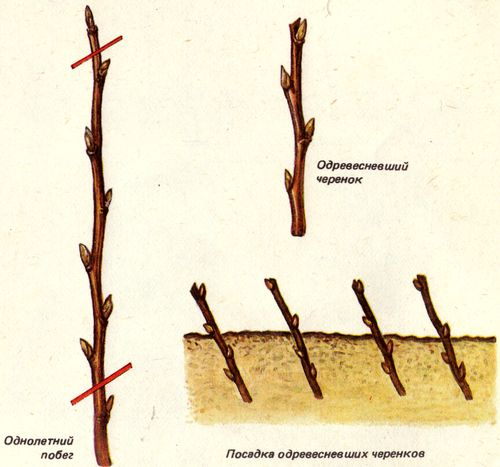 Одревесневший
черенок
Однолетний
побег
Посадка одревесневших черенков